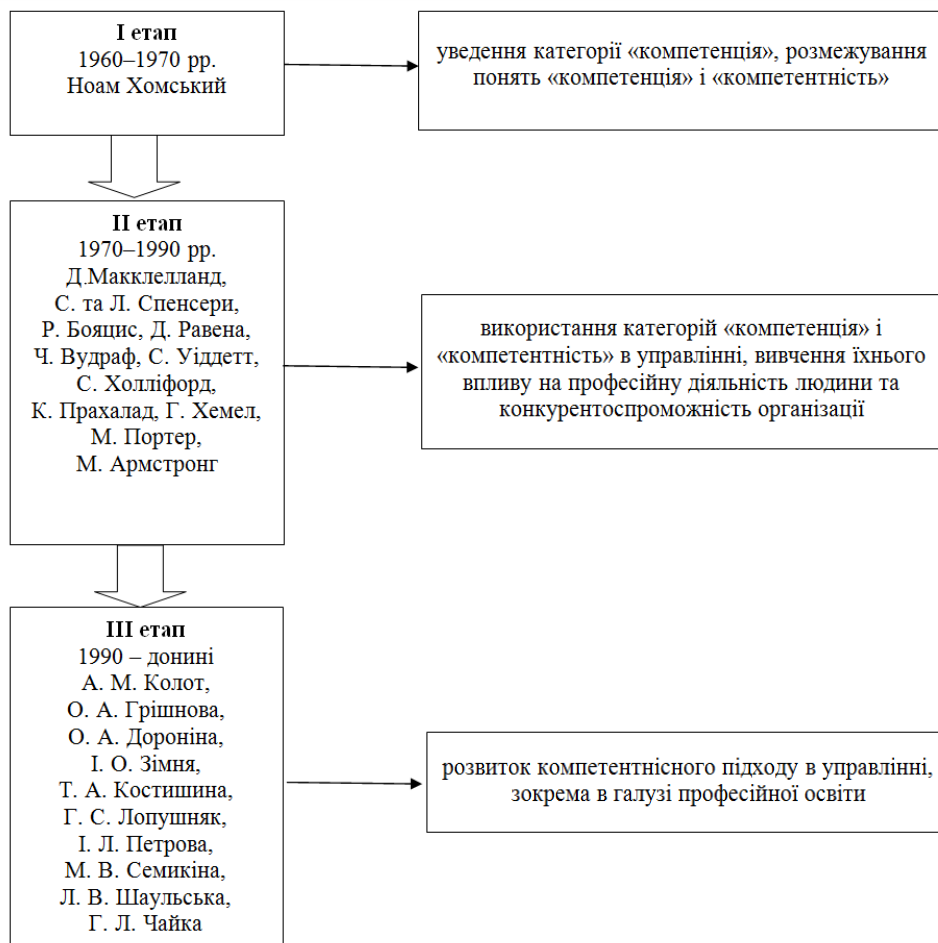 І етап
1960–1970 рр.
Ноам Хомський
уведення категорії «компетенція», розмежування
понять «компетенція» і «компетентність»
ІІ етап
1970–1990 рр.
Д.Макклелланд,
С. та Л. Спенсери,
Р. Бояцис, Д. Равена,
Ч. Вудраф, С. Уіддетт,
С. Холліфорд,
К. Прахалад, Г. Хемел,
М. Портер,
М. Армстронг
використання категорій «компетенція» і
«компетентність» в управлінні, вивчення їхнього
впливу на професійну діяльність людини та
конкурентоспроможність організації
ІІІ етап
1990 – донині
А. М. Колот,
О. А. Грішнова,
О. А. Дороніна,
І. О. Зімня,
Т. А. Костишина,
Г. С. Лопушняк,
І. Л. Петрова,
М. В. Семикіна,
Л. В. Шаульська,
Г. Л. Чайка
розвиток компетентнісного підходу в управлінні,
зокрема в галузі професійної освіти